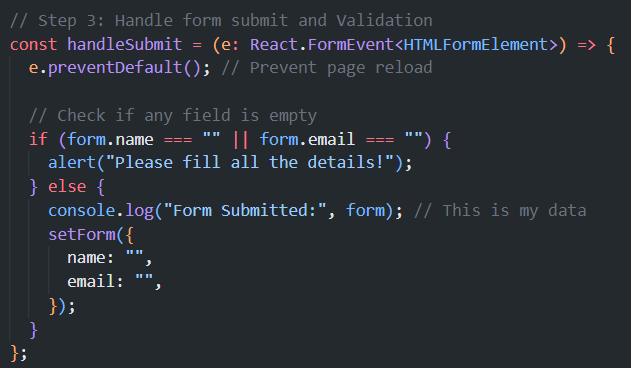 // Step 3: Handle form submit and Validation
const handleSubmit = (e: React.FormEvent<HTMLFormElement>) => {
  e.preventDefault(); // Prevent page reload

  // Check if any field is empty
  if (form.name === "" || form.email === "") {
    alert("Please fill all the details!");
  } else {
    console.log("Form Submitted:", form); // This is my data
    setForm({
      name: "",
      email: "",
    });
  }
};